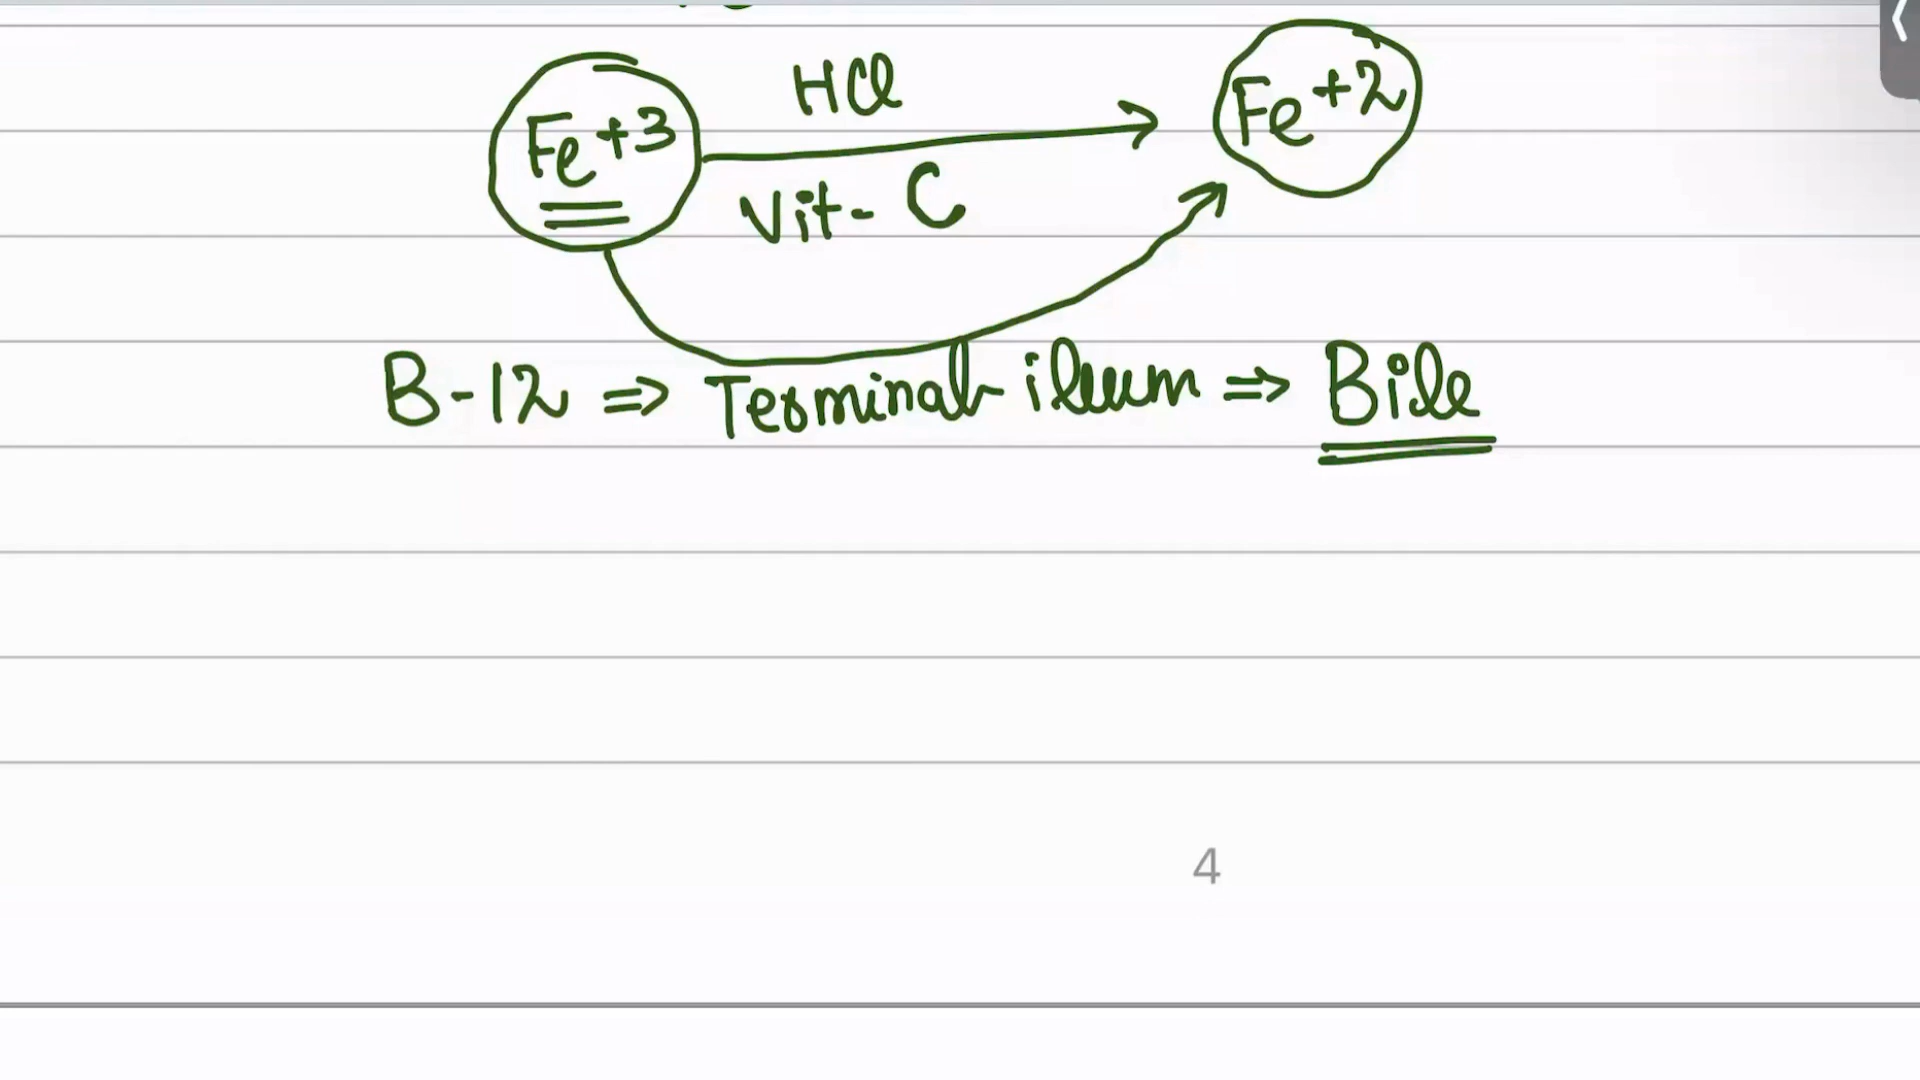 HCl
Fe+3 Fe+2
Vit- C
B-12 ⇒ Terminal ileum ⇒ Bile
4